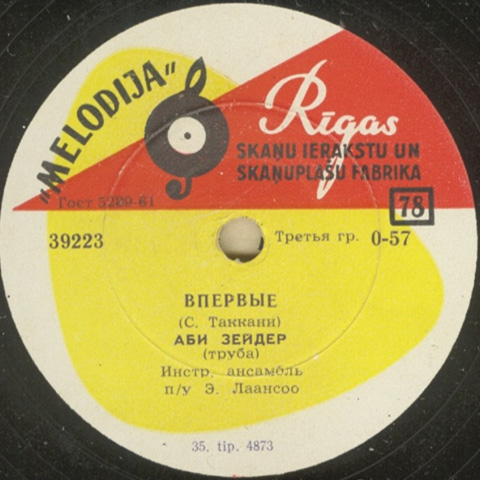 „MELODIJA“
Rīgas
SKAŅU IERAKSTU UN
SKAŅUPLAŠU FABRIKA
Гост 5289-61
78
39223
Третья гр. 0-57
ВПЕРВЫЕ
(С. Таккани)
АБИ ЗЕЙДЕР
(труба)
Инстр. ансамбль
п/у Э. Лаансоо
35. tip. 4873